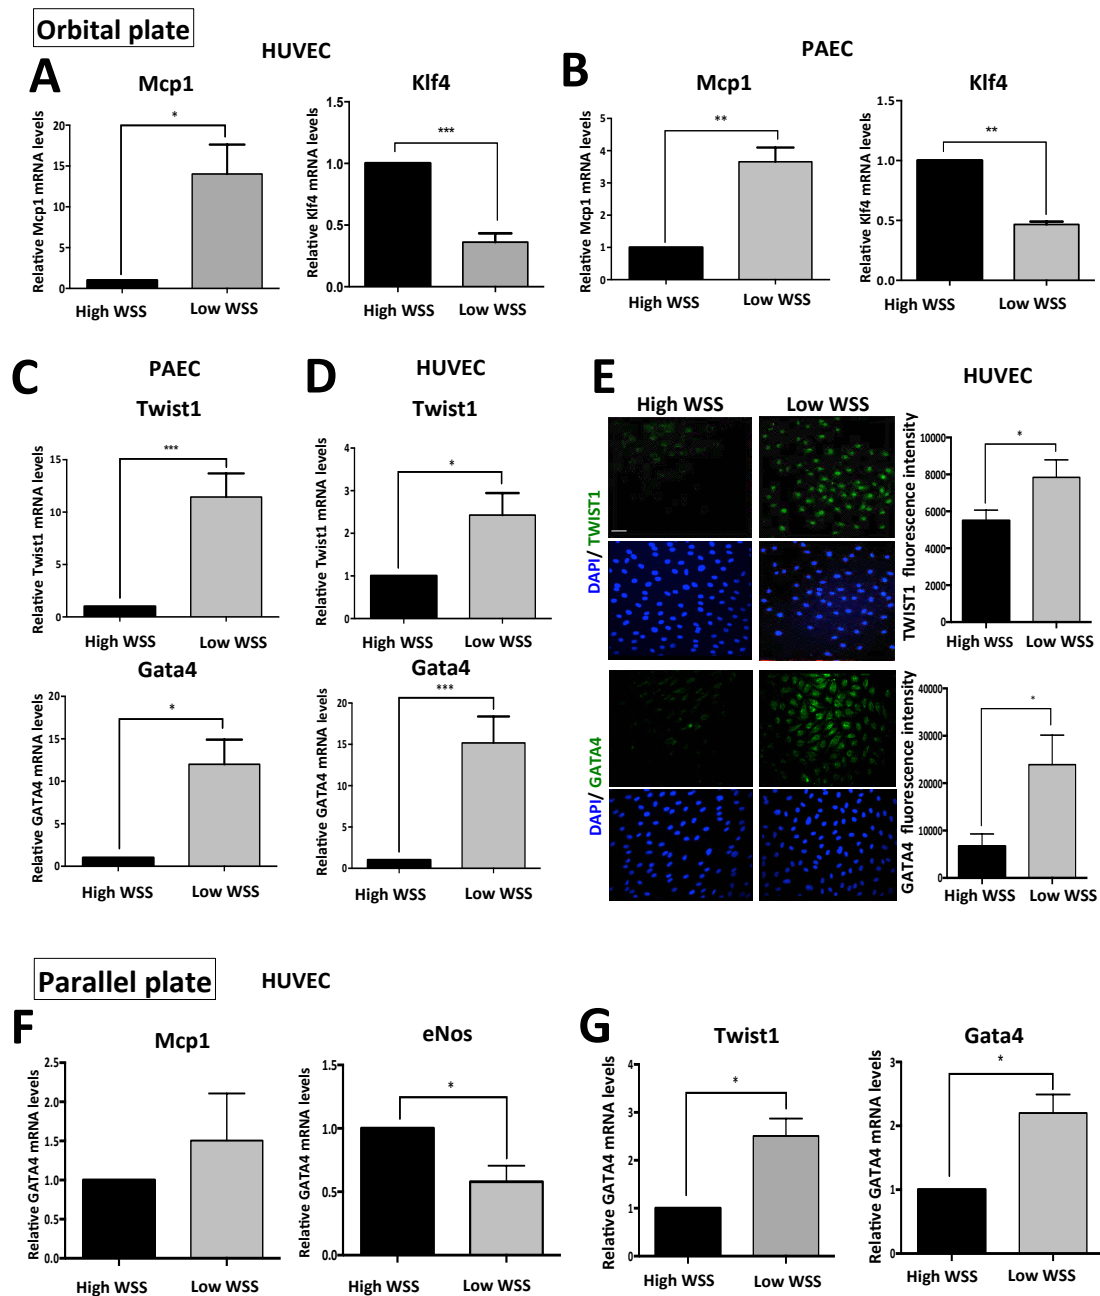 Orbital plate
A
HUVEC
Mcp1
Relative Mcp1 mRNA levels
20
15
10
5
0
*
High WSS
Low WSS
Klf4
Relative Klf4 mRNA levels
1.5
1.0
0.5
0.0
***
High WSS
Low WSS
B
PAEC
Mcp1
Relative Mcp1 mRNA levels
5
4
3
2
1
0
**
High WSS
Low WSS
Klf4
Relative Klf4 mRNA levels
1.5
1.0
0.5
0.0
**
High WSS
Low WSS
C
PAEC
Twist1
Relative Twist1 mRNA levels
15
10
5
0
***
High WSS
Low WSS
Gata4
Relative GATA4 mRNA levels
20
15
10
5
0
*
High WSS
Low WSS
D
HUVEC
Twist1
Relative Twist1 mRNA levels
4
3
2
1
0
*
High WSS
Low WSS
Gata4
Relative GATA4 mRNA levels
20
15
10
5
0
***
High WSS
Low WSS
E
HUVEC
High WSS
Low WSS
DAPI/ TWIST1
DAPI/ GATA4
TWIST1 fluorescence intensity
10000
8000
6000
4000
2000
0
*
High WSS
Low WSS
GATA4 fluorescence intensity
40000
30000
20000
10000
0
*
High WSS
Low WSS
Parallel plate
HUVEC
F
Mcp1
Relative GATA4 mRNA levels
2.5
2.0
1.5
1.0
0.5
0.0
High WSS
Low WSS
eNos
Relative GATA4 mRNA levels
1.5
1.0
0.5
0.0
*
High WSS
Low WSS
G
Twist1
Relative GATA4 mRNA levels
4
3
2
1
0
*
High WSS
Low WSS
Gata4
Relative GATA4 mRNA levels
3
2
1
0
*
High WSS
Low WSS